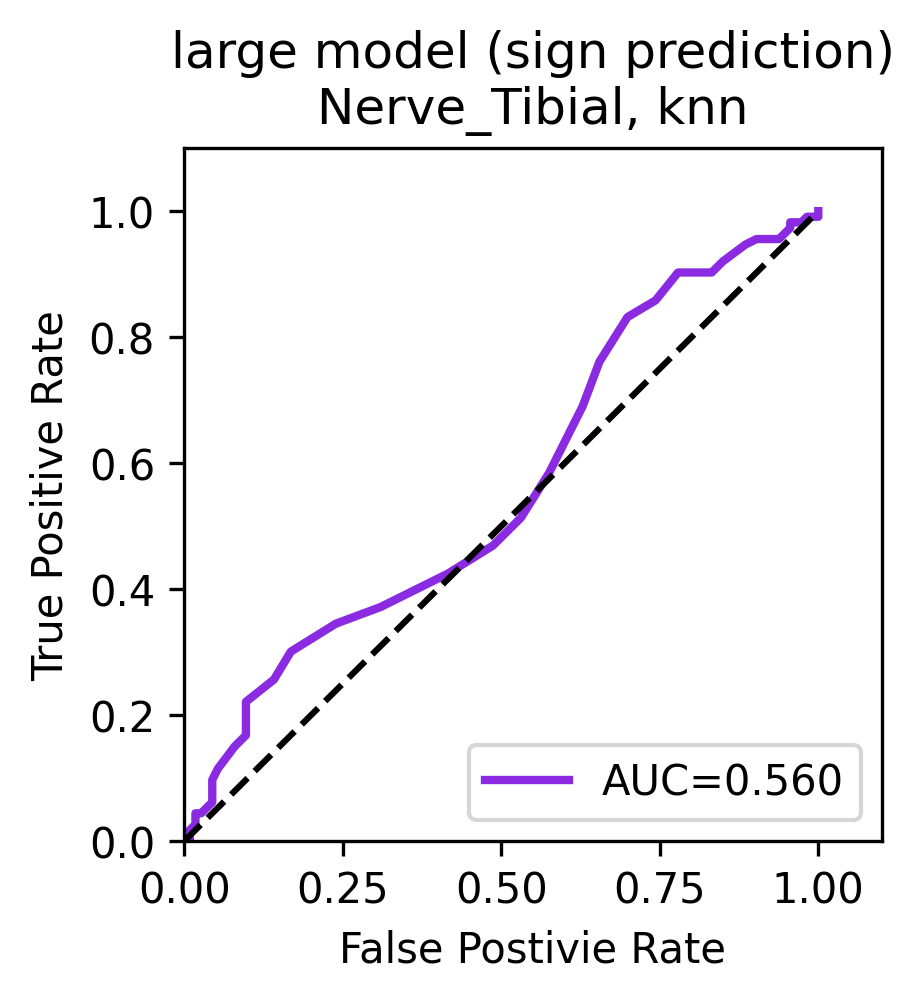 large model (sign prediction)
Nerve_Tibial, knn
True Positive Rate
1.0
0.8
0.6
0.4
0.2
0.0
AUC=0.560
0.00 0.25 0.50 0.75 1.00
False Postivie Rate